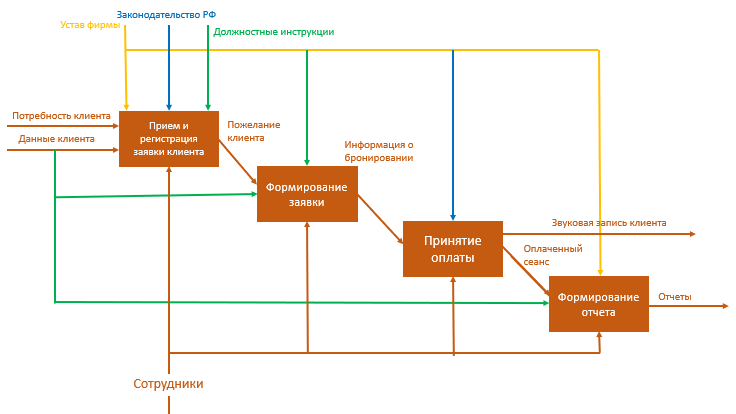 Законодательство РФ
Устав фирмы
Должностные инструкции
Потребность клиента
Данные клиента
Прием и
регистрация
заявки клиента
Пожелание
клиента
Информация о
бронировании
Формирование
заявки
Звуковая запись клиента
Принятие
оплаты
Оплаченный
сеанс
Формирование
отчета
Отчеты
Сотрудники